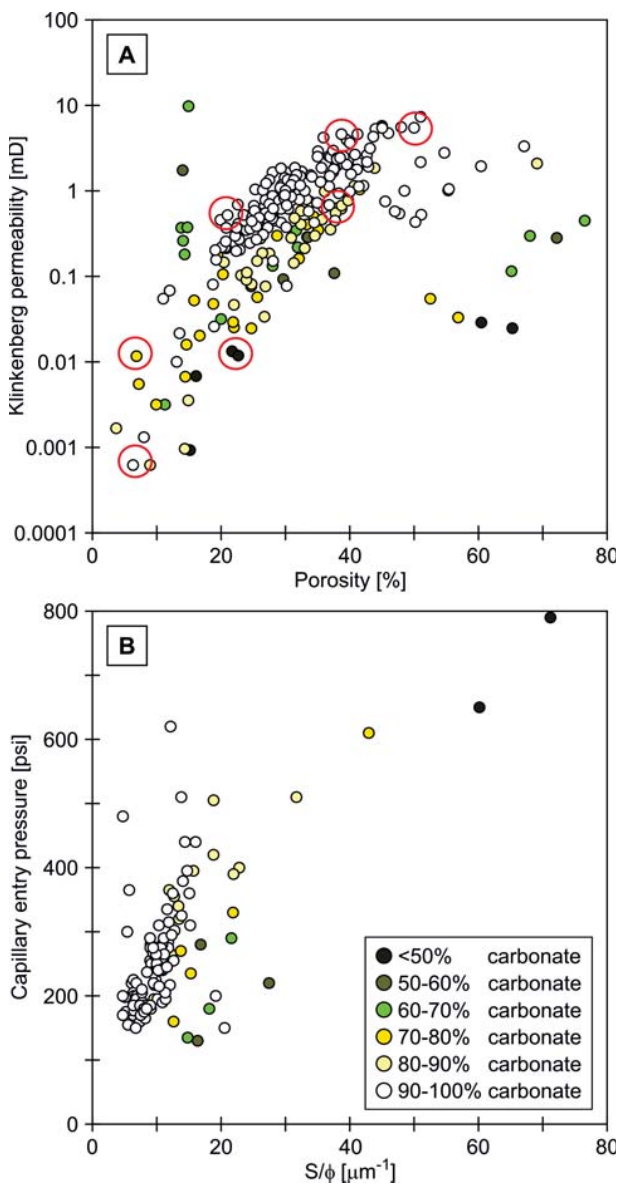 A
Klinkenberg permeability [mD]
100
10
1
0.1
0.01
0.001
0.0001
0 20 40 60 80
Porosity [%]
B
Capillary entry pressure [psi]
800
600
400
200
0
<50% carbonate
50-60% carbonate
60-70% carbonate
70-80% carbonate
80-90% carbonate
90-100% carbonate
0 20 40 60 80
S/ϕ [μm⁻¹]